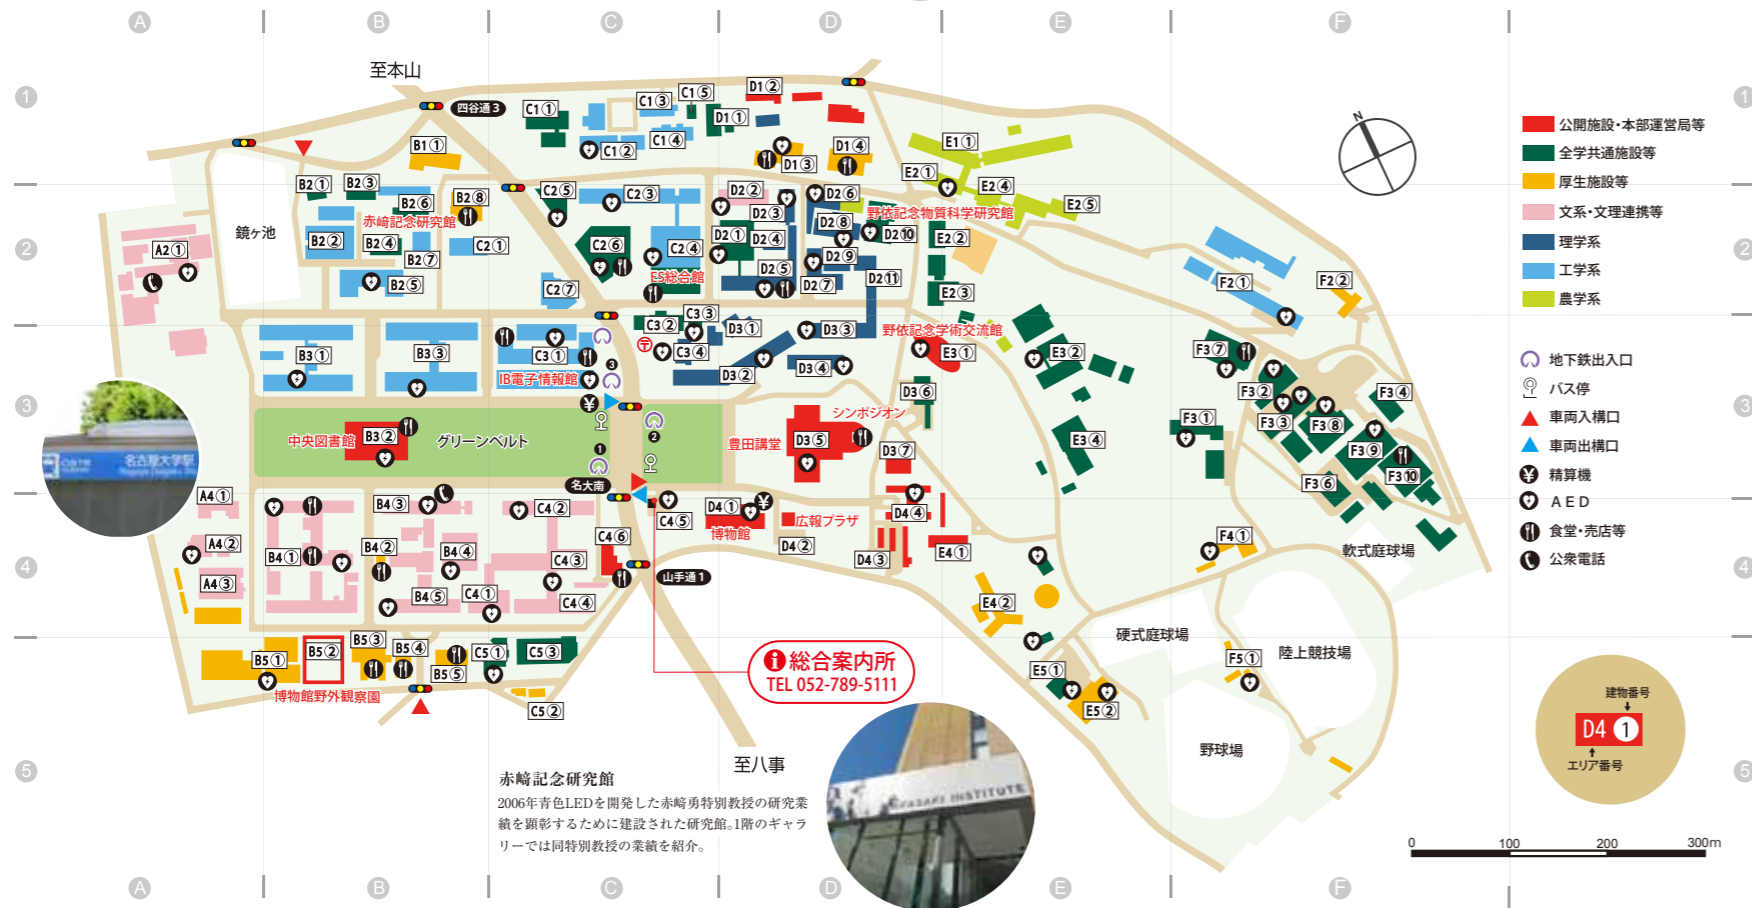 A
B
C
D
E
F
1
1
2
2
3
3
4
4
5
5
A
B
C
D
E
F
至本山
四谷通3
C1①
C1③
C1⑤
D1②
D1①
C1②
C1④
D1③
D1④
E1①
B1①
B2①
B2③
B2⑥
B2⑧
赤﨑記念研究館
鏡ヶ池
B2②
B2④
B2⑦
B2⑤
C2①
C2⑤
C2③
C2⑥
C2④
ES総合館
C2⑦
D2②
D2③
D2⑥
D2①
D2④
D2⑧
D2⑩
D2⑨
D2⑤
D2⑦
D2⑪
野依記念物質科学研究館
E2①
E2④
E2⑤
E2②
E2③
F2①
F2②
A2①
B3①
B3③
C3①
IB電子情報館
C3②
C3③
C3④
〒
D3①
D3②
D3③
D3④
野依記念学術交流館
E3①
E3②
E3④
D3⑥
シンポジオン
豊田講堂
D3⑤
D3⑦
F3⑦
F3②
F3④
F3①
F3③
F3⑧
F3⑨
F3⑥
F3⑩
中央図書館
B3②
グリーンベルト
1
2
3
名大南
名古屋大学駅
A4①
A4②
A4③
B4①
B4③
B4②
B4④
B4⑤
C4①
C4②
C4③
C4④
C4⑥
C4⑤
山手通1
D4①
博物館
広報プラザ
D4②
D4③
D4④
E4①
E4②
F4①
軟式庭球場
硬式庭球場
陸上競技場
野球場
B5①
B5②
B5③
B5④
B5⑤
C5①
C5③
C5②
博物館野外観察園
E5①
E5②
F5①
i 総合案内所
TEL 052-789-5111
至八事
赤﨑記念研究館
2006年青色LEDを開発した赤﨑勇特別教授の研究業
績を顕彰するために建設された研究館。1階のギャラ
リーでは同特別教授の業績を紹介。
AKASAKI INSTITUTE
N
公開施設・本部運営局等
全学共通施設等
厚生施設等
文系・文理連携等
理学系
工学系
農学系
地下鉄出入口
バス停
車両入構口
車両出構口
¥ 精算機
AED
食堂・売店等
公衆電話
建物番号
D4 1
エリア番号
0 100 200 300m